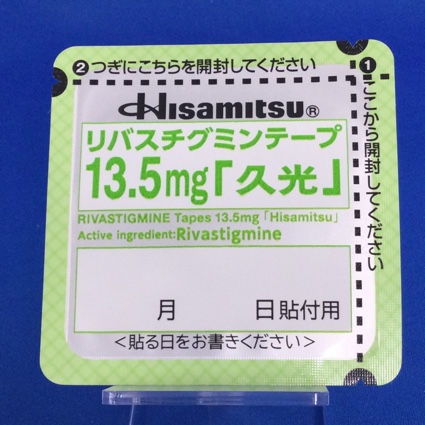 ②つぎにこちらを開封してください
①ここから開封してください
Hisamitsu®
リバスチグミンテープ
13.5mg「久光」
RIVASTIGMINE Tapes 13.5mg「Hisamitsu」
Active ingredient:Rivastigmine
月 日貼付用
<貼る日をお書きください>